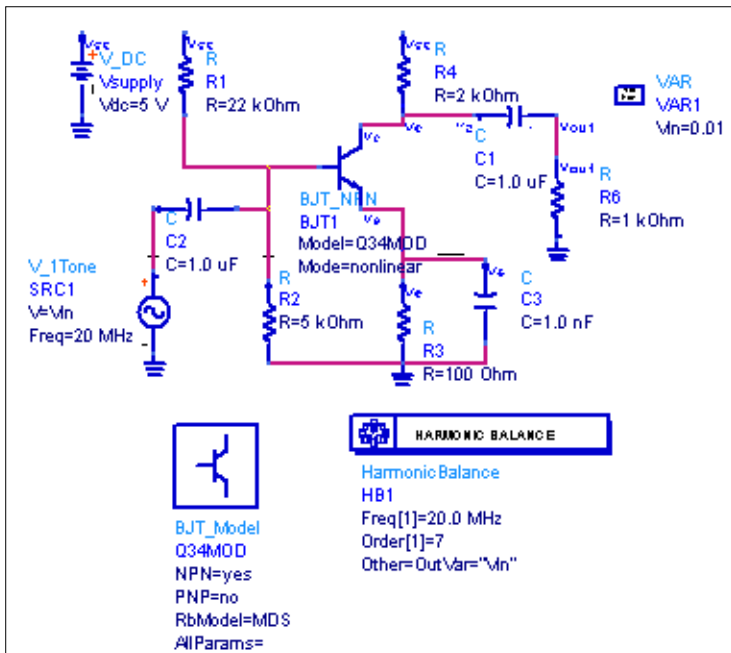 Vcc
V_DC
Vsupply
Vdc=5 V
Vcc
R
R1
R=22 kOhm
Vcc
R
R4
R=2 kOhm
VAR
VAR1
Vin=0.01
Vc
Vc
C
C1
C=1.0 uF
Vout
Vout
R
R6
R=1 kOhm
BJT_NPN
BJT1
Model=Q34MOD
Mode=nonlinear
Ve
C
C2
C=1.0 uF
V_1Tone
SRC1
V=Vin
Freq=20 MHz
R
R2
R=5 kOhm
Ve
R
R3
R=100 Ohm
C
C3
C=1.0 nF
BJT_Model
Q34MOD
NPN=yes
PNP=no
RbModel=MDS
AllParams=
HARMONIC BALANCE
HarmonicBalance
HB1
Freq[1]=20.0 MHz
Order[1]=7
Other=OutVar="Vin"